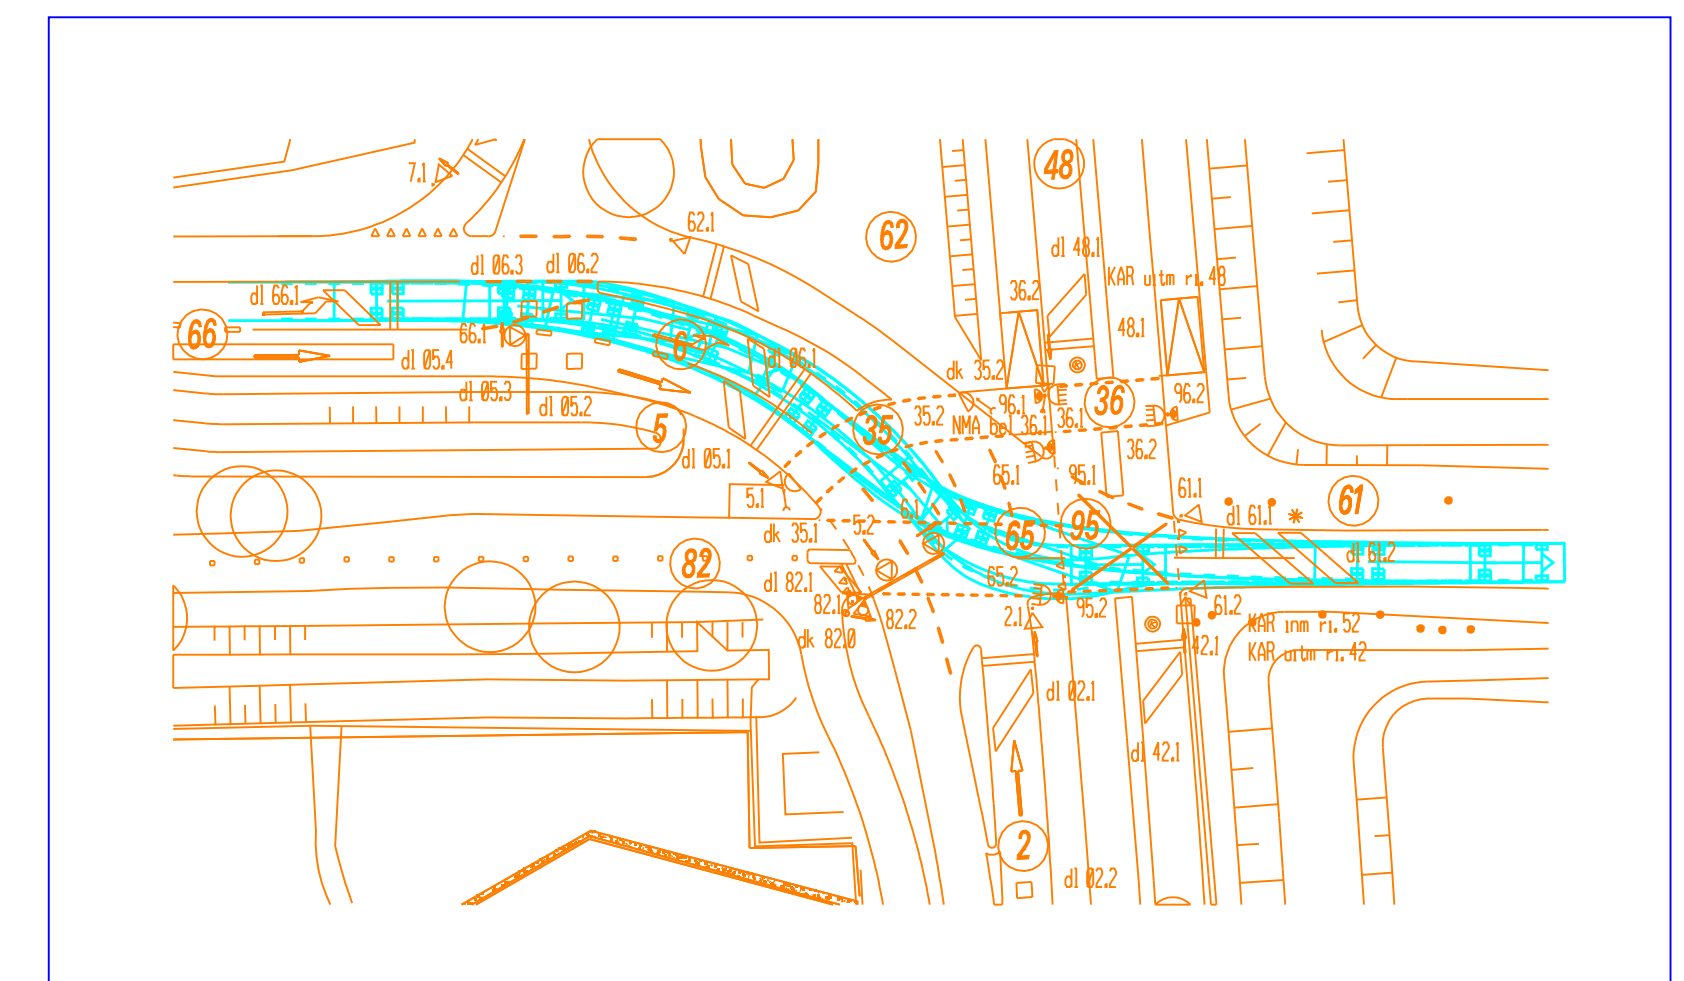 48
7.1
62.1
62
dl 48.1
dl 06.3
dl 06.2
KAR uitm ri. 48
dl 66.1
36.2
66
66.1
6
48.1
dl 05.4
dl 06.1
dk 35.2
dl 05.3
dl 05.2
96.1
36
96.2
35.2
NMA bel 36.1
36.1
5
35
dl 05.1
65.1
95.1
36.2
61.1
5.1
61
6.1
dl 61.1
dk 35.1
5.2
65
95
dl 61.2
82
dl 82.1
65.2
82.1
82.2
2.1
95.2
61.2
KAR inm ri. 52
dk 82.0
42.1
KAR uitm ri. 42
dl 02.1
dl 42.1
2
dl 02.2